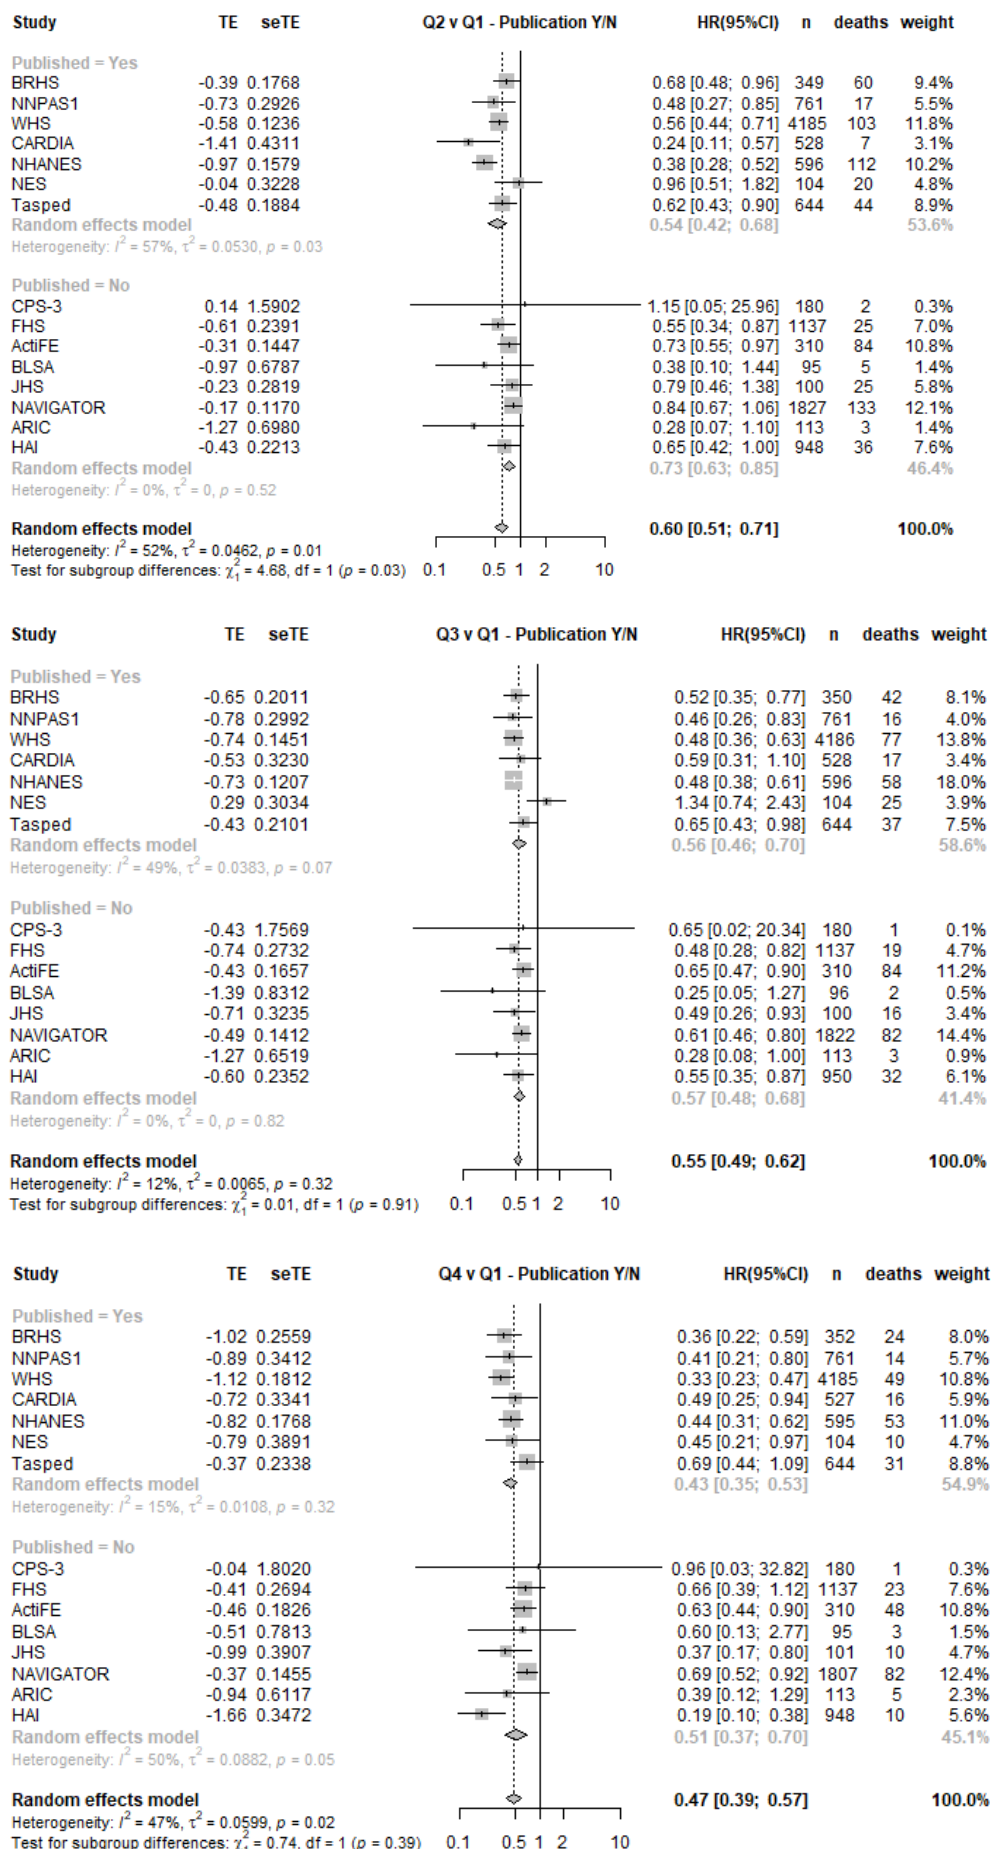 Study TE seTE Q2 v Q1 - Publication Y/N HR(95%CI) n deaths weight
Published = Yes
BRHS -0.39 0.1768 0.68 [0.48; 0.96] 349 60 9.4%
NNPAS1 -0.73 0.2926 0.48 [0.27; 0.85] 761 17 5.5%
WHS -0.58 0.1236 0.56 [0.44; 0.71] 4185 103 11.8%
CARDIA -1.41 0.4311 0.24 [0.11; 0.57] 528 7 3.1%
NHANES -0.97 0.1579 0.38 [0.28; 0.52] 596 112 10.2%
NES -0.04 0.3228 0.96 [0.51; 1.82] 104 20 4.8%
Tasped -0.48 0.1884 0.62 [0.43; 0.90] 644 44 8.9%
Random effects model 0.54 [0.42; 0.68] 53.6%
Heterogeneity: I² = 57%, τ² = 0.0530, p = 0.03
Published = No
CPS-3 0.14 1.5902 1.15 [0.05; 25.96] 180 2 0.3%
FHS -0.61 0.2391 0.55 [0.34; 0.87] 1137 25 7.0%
ActiFE -0.31 0.1447 0.73 [0.55; 0.97] 310 84 10.8%
BLSA -0.97 0.6787 0.38 [0.10; 1.44] 95 5 1.4%
JHS -0.23 0.2819 0.79 [0.46; 1.38] 100 25 5.8%
NAVIGATOR -0.17 0.1170 0.84 [0.67; 1.06] 1827 133 12.1%
ARIC -1.27 0.6980 0.28 [0.07; 1.10] 113 3 1.4%
HAI -0.43 0.2213 0.65 [0.42; 1.00] 948 36 7.6%
Random effects model 0.73 [0.63; 0.85] 46.4%
Heterogeneity: I² = 0%, τ² = 0, p = 0.52
Random effects model 0.60 [0.51; 0.71] 100.0%
Heterogeneity: I² = 52%, τ² = 0.0462, p = 0.01
Test for subgroup differences: χ₁² = 4.68, df = 1 (p = 0.03) 0.1 0.5 1 2 10
Study TE seTE Q3 v Q1 - Publication Y/N HR(95%CI) n deaths weight
Published = Yes
BRHS -0.65 0.2011 0.52 [0.35; 0.77] 350 42 8.1%
NNPAS1 -0.78 0.2992 0.46 [0.26; 0.83] 761 16 4.0%
WHS -0.74 0.1451 0.48 [0.36; 0.63] 4186 77 13.8%
CARDIA -0.53 0.3230 0.59 [0.31; 1.10] 528 17 3.4%
NHANES -0.73 0.1207 0.48 [0.38; 0.61] 596 58 18.0%
NES 0.29 0.3034 1.34 [0.74; 2.43] 104 25 3.9%
Tasped -0.43 0.2101 0.65 [0.43; 0.98] 644 37 7.5%
Random effects model 0.56 [0.46; 0.70] 58.6%
Heterogeneity: I² = 49%, τ² = 0.0383, p = 0.07
Published = No
CPS-3 -0.43 1.7569 0.65 [0.02; 20.34] 180 1 0.1%
FHS -0.74 0.2732 0.48 [0.28; 0.82] 1137 19 4.7%
ActiFE -0.43 0.1657 0.65 [0.47; 0.90] 310 84 11.2%
BLSA -1.39 0.8312 0.25 [0.05; 1.27] 96 2 0.5%
JHS -0.71 0.3235 0.49 [0.26; 0.93] 100 16 3.4%
NAVIGATOR -0.49 0.1412 0.61 [0.46; 0.80] 1822 82 14.4%
ARIC -1.27 0.6519 0.28 [0.08; 1.00] 113 3 0.9%
HAI -0.60 0.2352 0.55 [0.35; 0.87] 950 32 6.1%
Random effects model 0.57 [0.48; 0.68] 41.4%
Heterogeneity: I² = 0%, τ² = 0, p = 0.82
Random effects model 0.55 [0.49; 0.62] 100.0%
Heterogeneity: I² = 12%, τ² = 0.0065, p = 0.32
Test for subgroup differences: χ₁² = 0.01, df = 1 (p = 0.91) 0.1 0.5 1 2 10
Study TE seTE Q4 v Q1 - Publication Y/N HR(95%CI) n deaths weight
Published = Yes
BRHS -1.02 0.2559 0.36 [0.22; 0.59] 352 24 8.0%
NNPAS1 -0.89 0.3412 0.41 [0.21; 0.80] 761 14 5.7%
WHS -1.12 0.1812 0.33 [0.23; 0.47] 4185 49 10.8%
CARDIA -0.72 0.3341 0.49 [0.25; 0.94] 527 16 5.9%
NHANES -0.82 0.1768 0.44 [0.31; 0.62] 595 53 11.0%
NES -0.79 0.3891 0.45 [0.21; 0.97] 104 10 4.7%
Tasped -0.37 0.2338 0.69 [0.44; 1.09] 644 31 8.8%
Random effects model 0.43 [0.35; 0.53] 54.9%
Heterogeneity: I² = 15%, τ² = 0.0108, p = 0.32
Published = No
CPS-3 -0.04 1.8020 0.96 [0.03; 32.82] 180 1 0.3%
FHS -0.41 0.2694 0.66 [0.39; 1.12] 1137 23 7.6%
ActiFE -0.46 0.1826 0.63 [0.44; 0.90] 310 48 10.8%
BLSA -0.51 0.7813 0.60 [0.13; 2.77] 95 3 1.5%
JHS -0.99 0.3907 0.37 [0.17; 0.80] 101 10 4.7%
NAVIGATOR -0.37 0.1455 0.69 [0.52; 0.92] 1807 82 12.4%
ARIC -0.94 0.6117 0.39 [0.12; 1.29] 113 5 2.3%
HAI -1.66 0.3472 0.19 [0.10; 0.38] 948 10 5.6%
Random effects model 0.51 [0.37; 0.70] 45.1%
Heterogeneity: I² = 50%, τ² = 0.0882, p = 0.05
Random effects model 0.47 [0.39; 0.57] 100.0%
Heterogeneity: I² = 47%, τ² = 0.0599, p = 0.02
Test for subgroup differences: χ₁² = 0.74, df = 1 (p = 0.39) 0.1 0.5 1 2 10